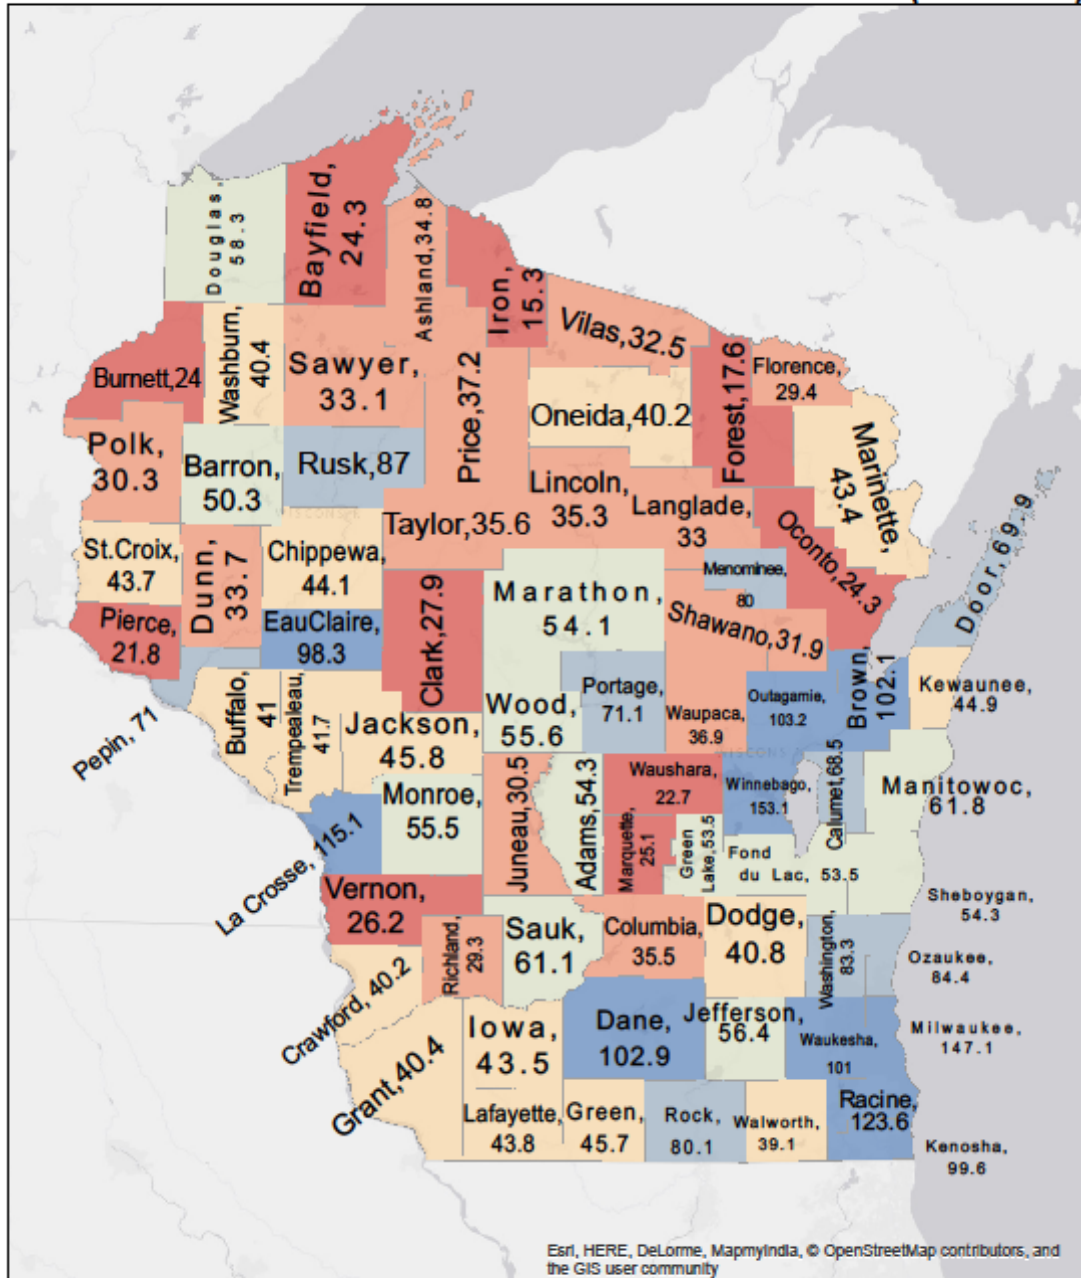 Douglas,
58.3
Bayfield,
24.3
Ashland,34.8
Iron,
15.3
Vilas,32.5
Burnett,24
Washburn,
40.4
Sawyer,
33.1
Price,37.2
Oneida,40.2
Forest,17.6
Florence,
29.4
Marinette,
43.4
Polk,
30.3
Barron,
50.3
Rusk,87
Taylor,35.6
Lincoln,
35.3
Langlade,
33
Oconto,24.3
Door,69.9
St.Croix,
43.7
Dunn,
33.7
Chippewa,
44.1
Clark,27.9
Marathon,
54.1
Menominee,
80
Shawano,31.9
Pierce,
21.8
EauClaire,
98.3
Pepin, 71
Buffalo,
41
Trempealeau,
41.7
Jackson,
45.8
Wood,
55.6
Portage,
71.1
Waupaca,
36.9
Outagamie,
103.2
Brown,
102.1
Kewaunee,
44.9
La Crosse, 115.1
Monroe,
55.5
Juneau,30.5
Adams,54.3
Waushara,
22.7
Winnebago,
153.1
Calumet,68.5
Manitowoc,
61.8
Marquette,
25.1
Green
Lake,53.5
Fond
du Lac, 53.5
Sheboygan,
54.3
Vernon,
26.2
Richland,
29.3
Sauk,
61.1
Columbia,
35.5
Dodge,
40.8
Washington,
83.3
Ozaukee,
84.4
Crawford, 40.2
Grant,40.4
Iowa,
43.5
Dane,
102.9
Jefferson,
56.4
Waukesha,
101
Milwaukee,
147.1
Lafayette,
43.8
Green,
45.7
Rock,
80.1
Walworth,
39.1
Racine,
123.6
Kenosha,
99.6
Esri, HERE, DeLorme, MapmyIndia, © OpenStreetMap contributors, and
the GIS user community